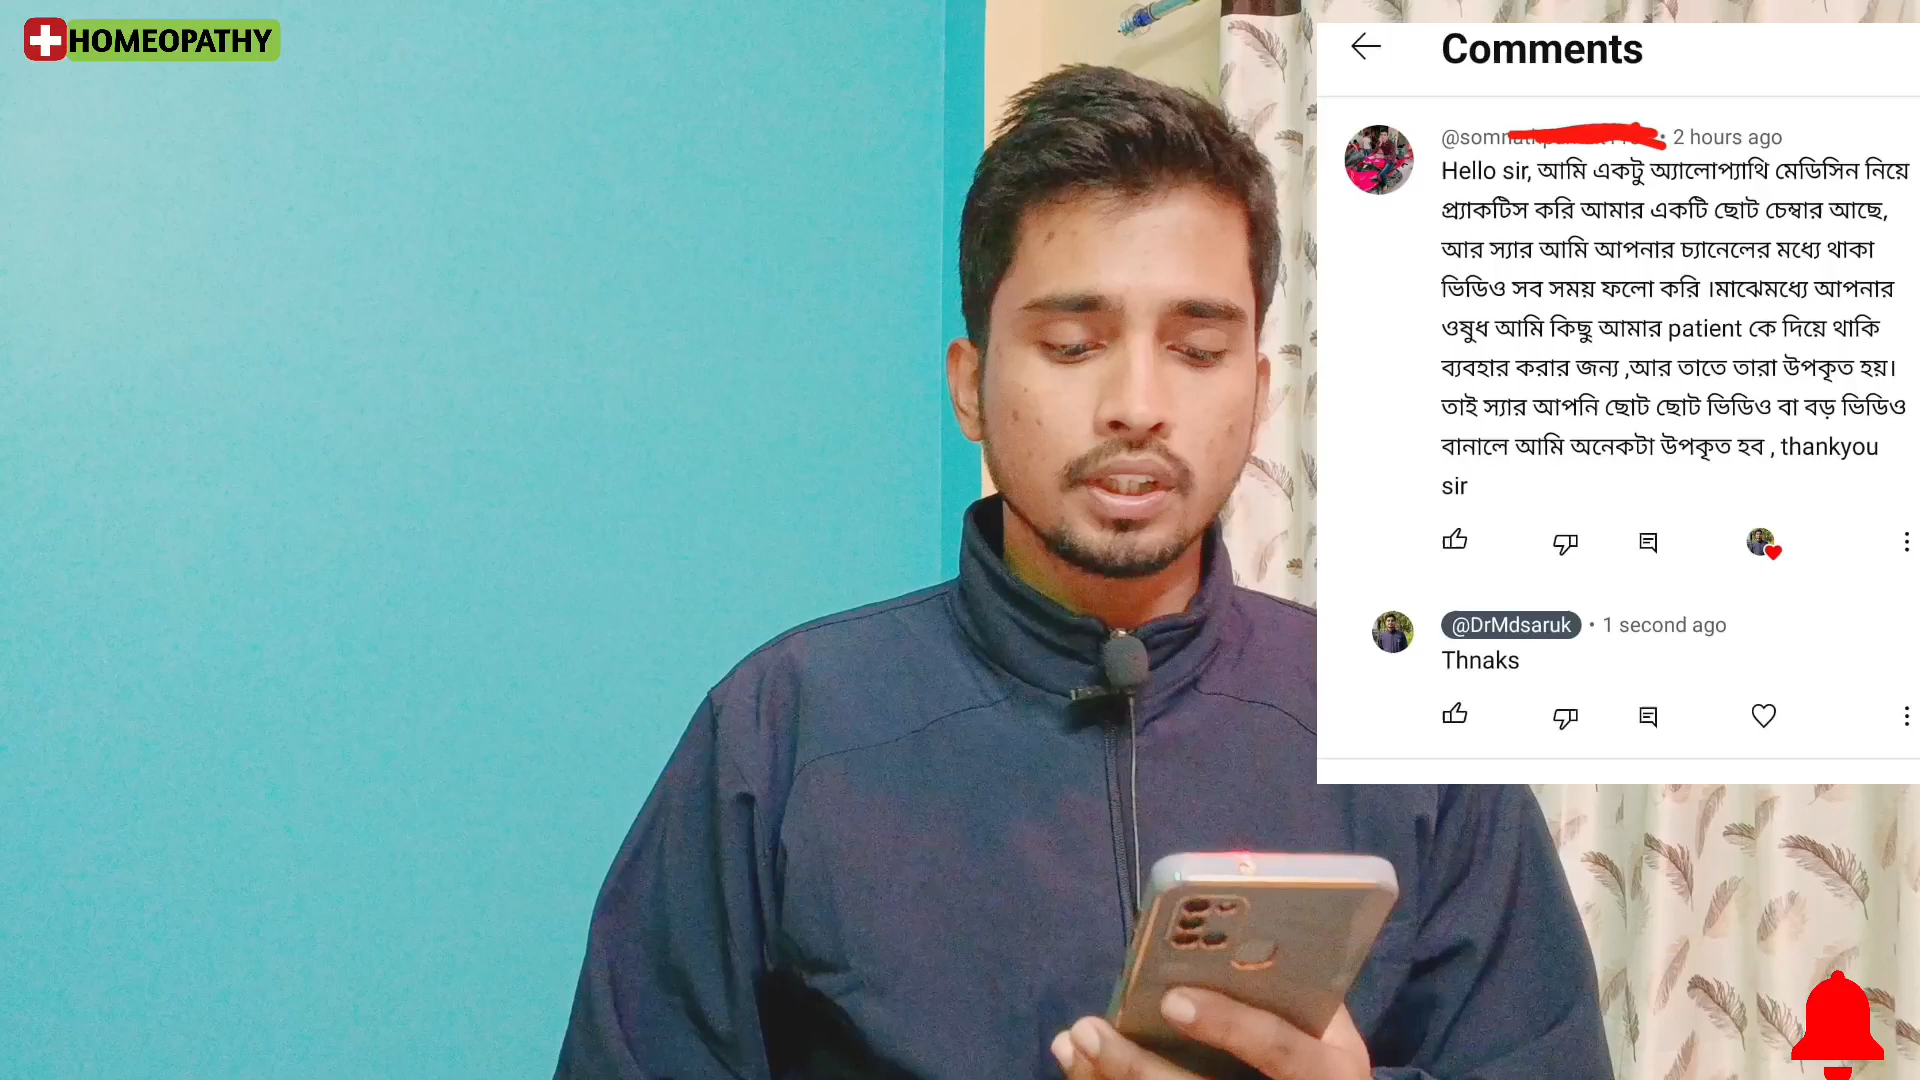 HOMEOPATHY
Comments
• 2 hours ago
Hello sir, আমি একটু অ্যালোপ্যাথি মেডিসিন নিয়ে
প্র্যাকটিস করি আমার একটি ছোট চেম্বার আছে,
আর স্যার আমি আপনার চ্যানেলের মধ্যে থাকা
ভিডিও সব সময় ফলো করি ।মাঝেমধ্যে আপনার
ওষুধ আমি কিছু আমার patient কে দিয়ে থাকি
ব্যবহার করার জন্য ,আর তাতে তারা উপকৃত হয়।
তাই স্যার আপনি ছোট ছোট ভিডিও বা বড় ভিডিও
বানালে আমি অনেকটা উপকৃত হব , thankyou
sir
@DrMdsaruk • 1 second ago
Thnaks